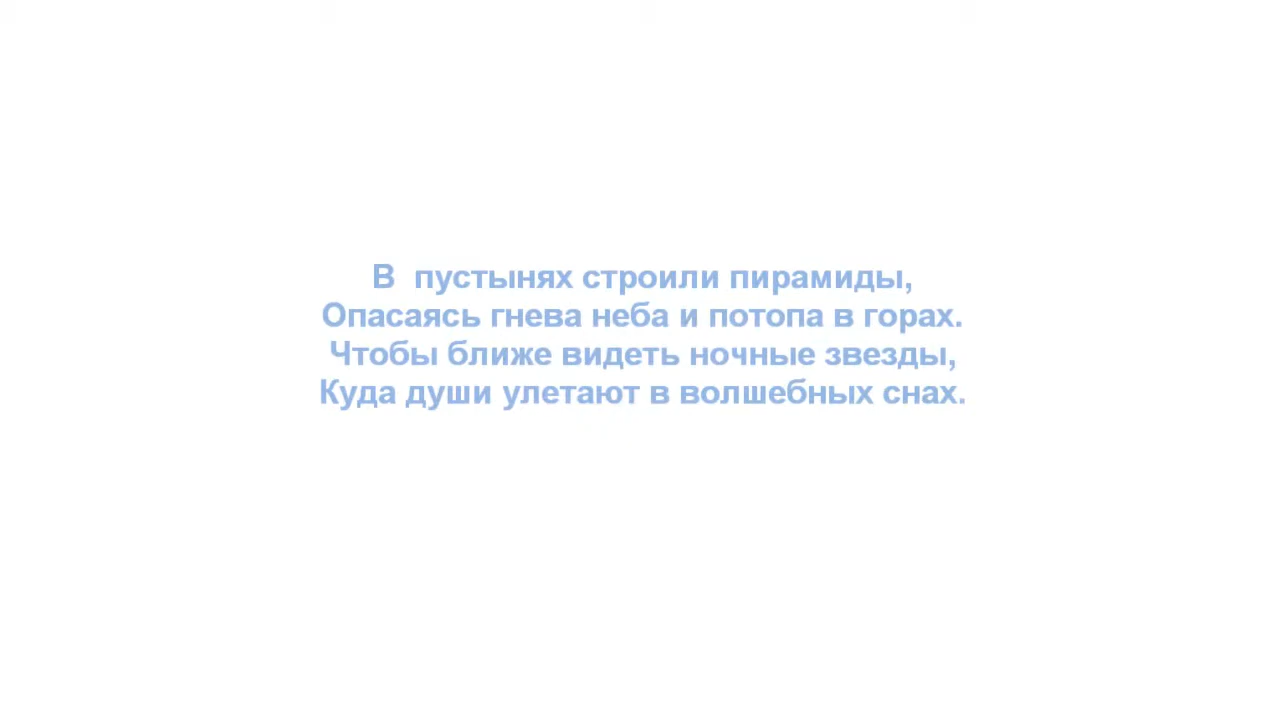 В  пустынях строили пирамиды,
Опасаясь гнева неба и потопа в горах.
Чтобы ближе видеть ночные звезды,
Куда души улетают в волшебных снах.